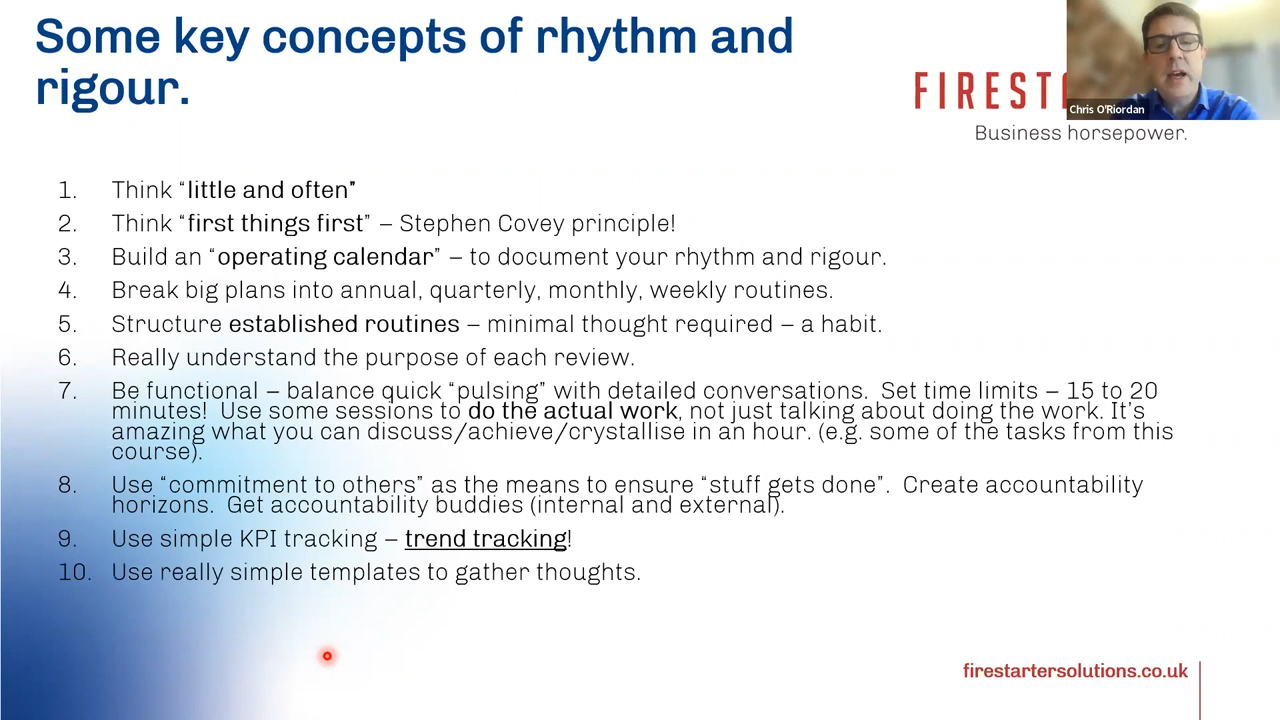 Some key concepts of rhythm and
rigour.
Chris O'Riordan
Business horsepower.
1. Think “little and often”
2. Think “first things first” – Stephen Covey principle!
3. Build an “operating calendar” – to document your rhythm and rigour.
4. Break big plans into annual, quarterly, monthly, weekly routines.
5. Structure established routines – minimal thought required – a habit.
6. Really understand the purpose of each review.
7. Be functional – balance quick “pulsing” with detailed conversations. Set time limits – 15 to 20
minutes! Use some sessions to do the actual work, not just talking about doing the work. It’s
amazing what you can discuss/achieve/crystallise in an hour. (e.g. some of the tasks from this
course).
8. Use “commitment to others” as the means to ensure “stuff gets done”. Create accountability
horizons. Get accountability buddies (internal and external).
9. Use simple KPI tracking – trend tracking!
10. Use really simple templates to gather thoughts.
firestartersolutions.co.uk